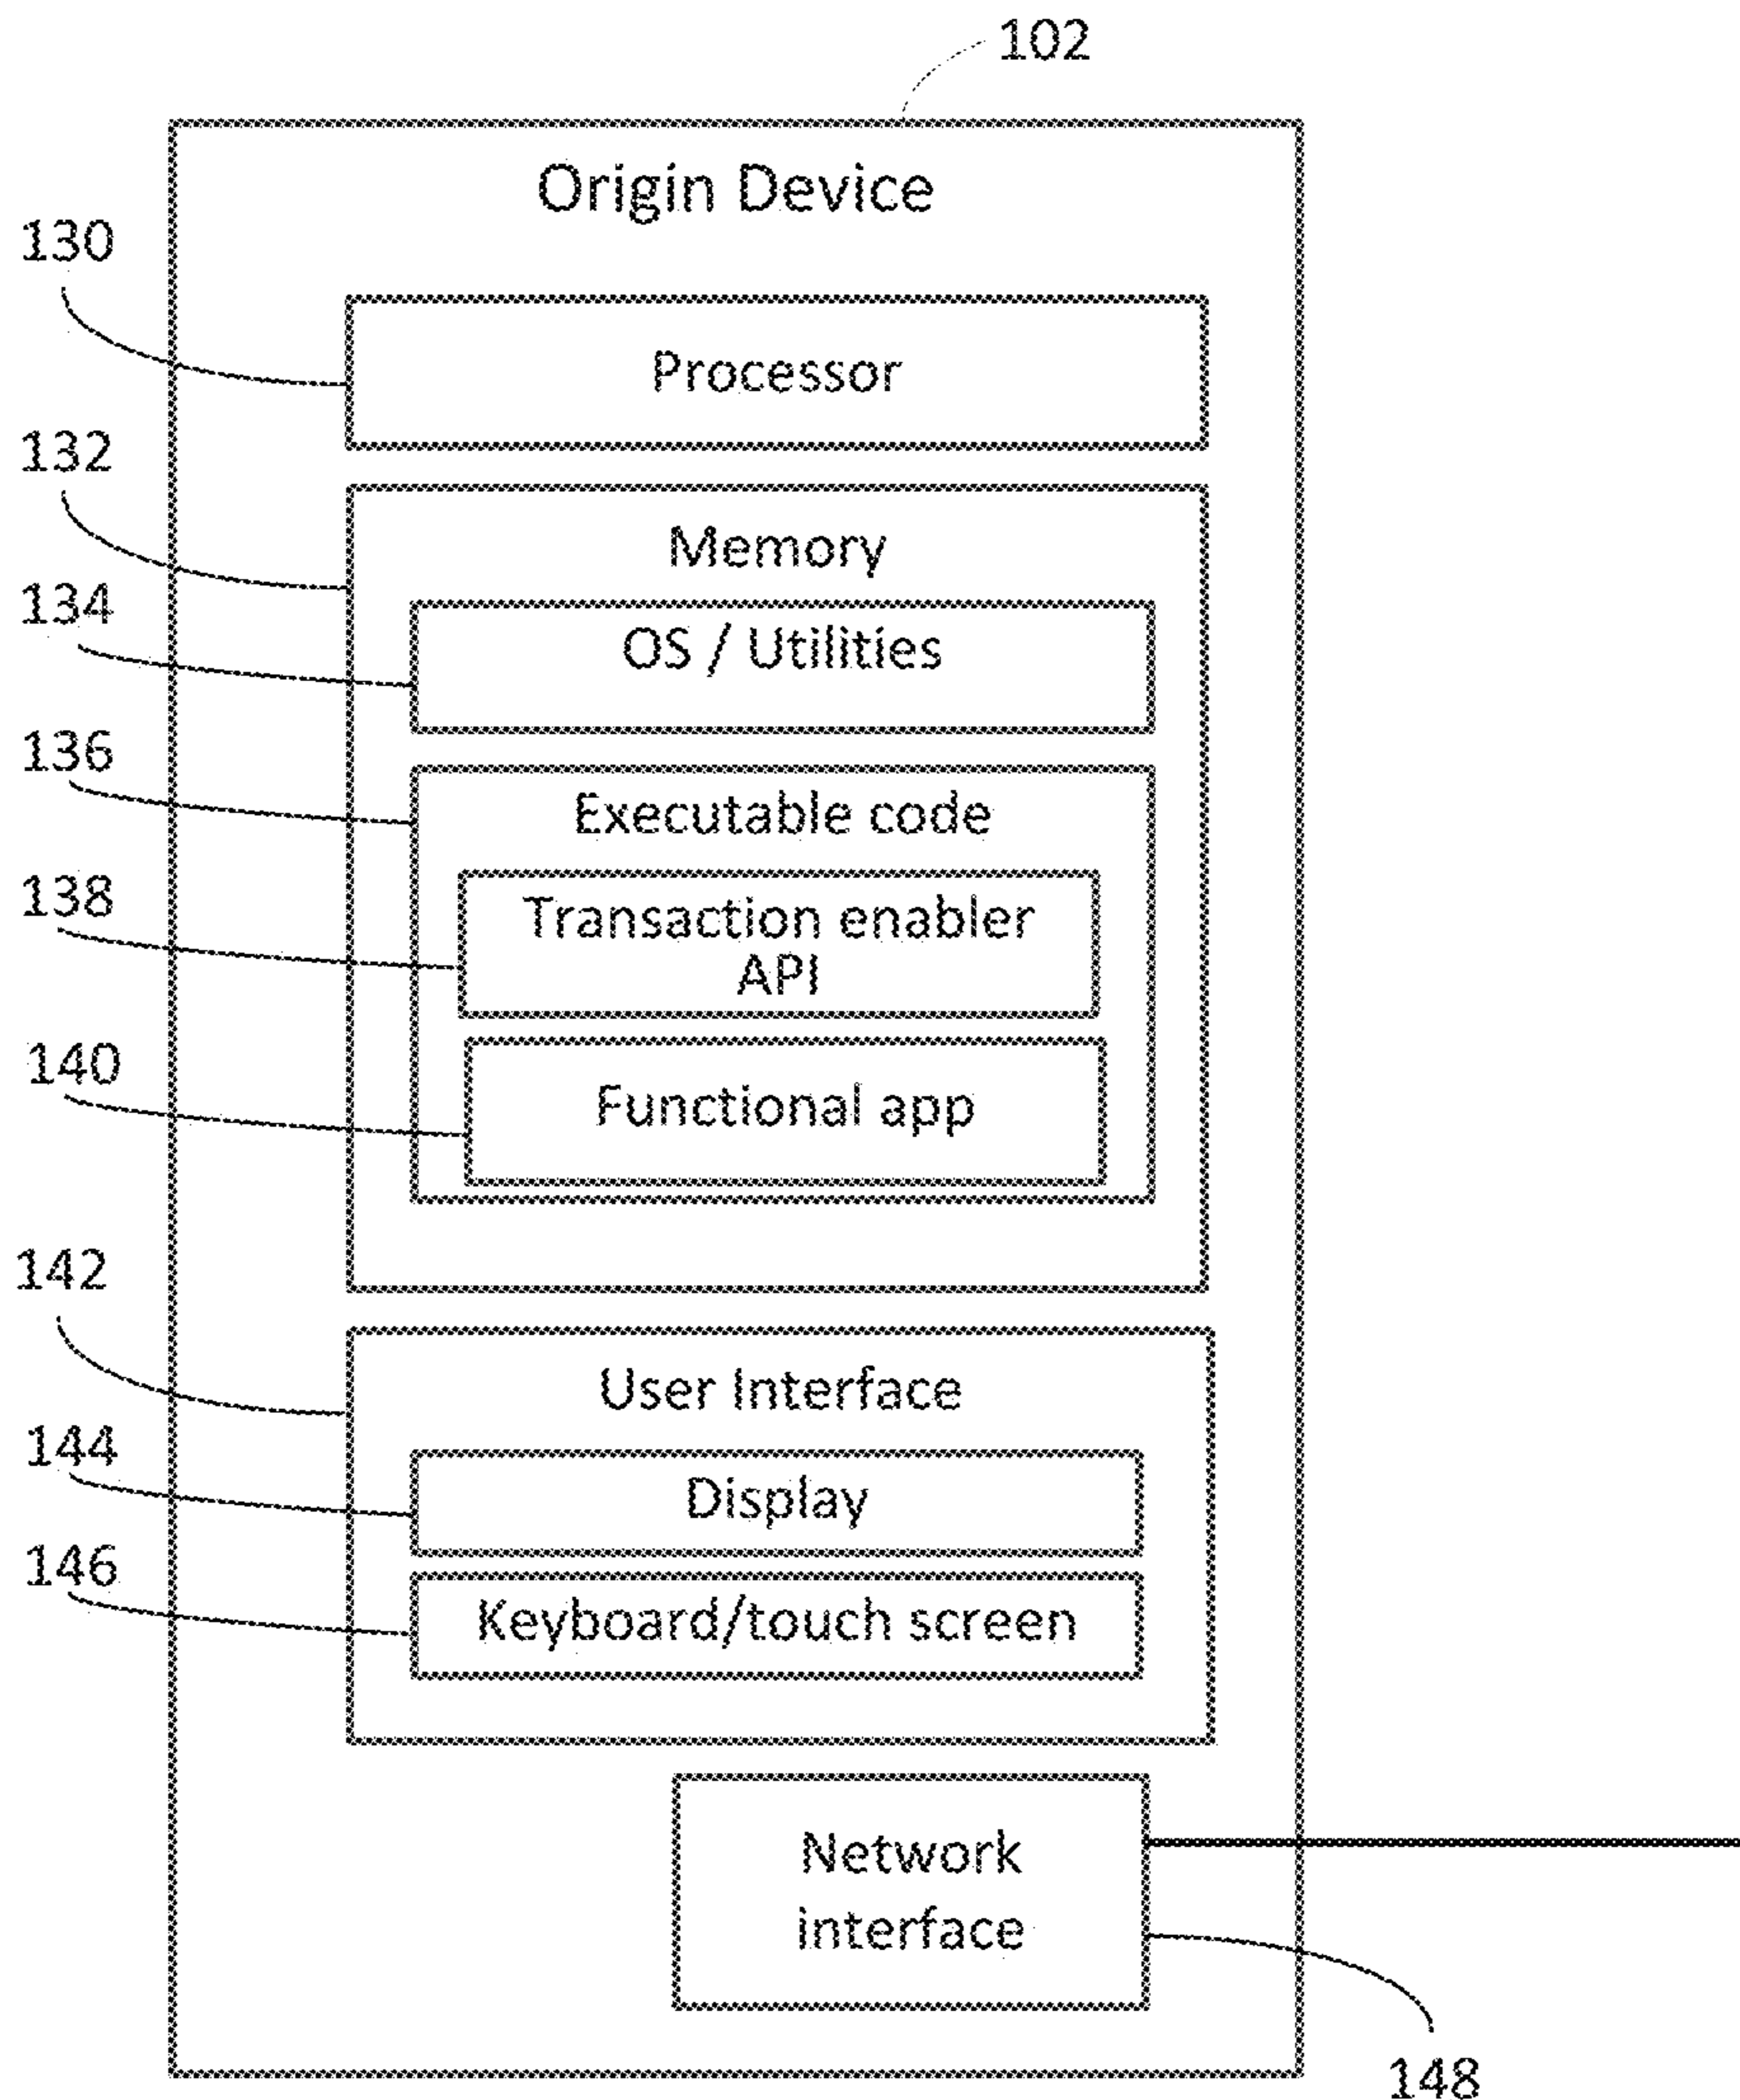 102
Origin Device
130
Processor
132
Memory
134
OS / Utilities
136
Executable code
138
Transaction enabler
API
140
Functional app
142
User Interface
144
Display
146
Keyboard/touch screen
Network
interface
148